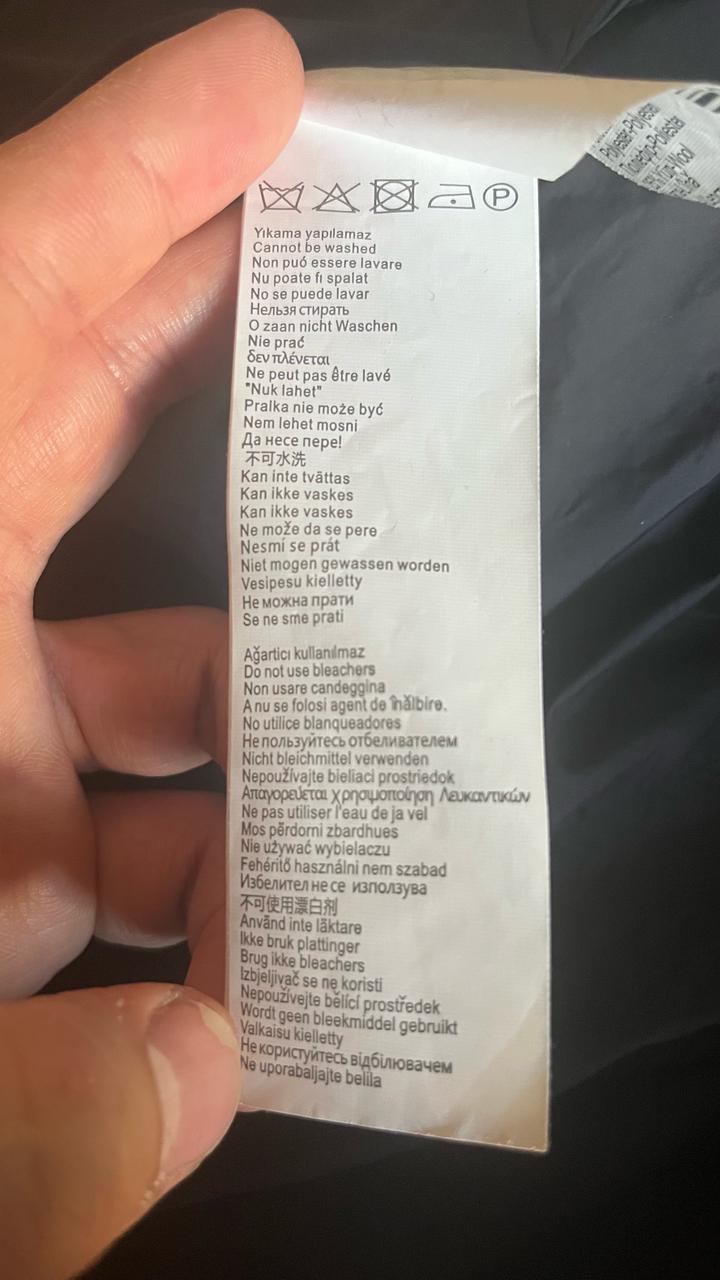 P
Yıkama yapılamaz
Cannot be washed
Non puó essere lavare
Nu poate fi spalat
No se puede lavar
Нельзя стирать
O zaan nicht Waschen
Nie prać
δεν πλένεται
Ne peut pas être lavé
"Nuk lahet"
Pralka nie może być
Nem lehet mosni
Да несе пере!
不可水洗
Kan inte tvättas
Kan ikke vaskes
Kan ikke vaskes
Ne može da se pere
Nesmí se prát
Niet mogen gewassen worden
Vesipesu kielletty
Не можна прати
Se ne sme prati
Ağartici kullanılmaz
Do not use bleachers
Non usare candeggina
A nu se folosi agent de înălbire.
No utilice blanqueadores
Не пользуйтесь отбеливателем
Nicht bleichmittel verwenden
Nepoužívajte bieliaci prostriedok
Απαγορεύεται χρησιμοποίηση Λευκαντικών
Ne pas utiliser l'eau de ja vel
Mos përdorni zbardhues
Nie używać wybielaczu
Fehéritő használni nem szabad
Избелител не се използува
不可使用漂白剂
Använd inte läktare
Ikke bruk plattinger
Brug ikke bleachers
Izbjeljivač se ne koristi
Nepoužívejte bělící prostředek
Wordt geen bleekmiddel gebruikt
Valkaisu kielletty
Не користуйтесь відбілювачем
Ne uporabaljajte belila
Polyester-Polyester
Wool